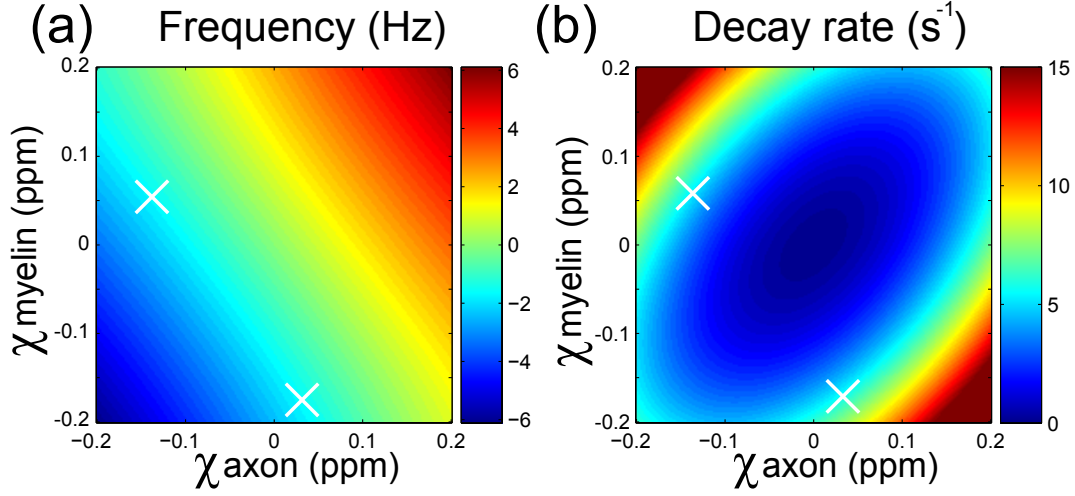 (a) Frequency (Hz)
(b) Decay rate (s⁻¹)
0.2
0.1
0
-0.1
-0.2
χ myelin (ppm)
−0.2 −0.1 0 0.1 0.2
χ axon (ppm)
6
4
2
0
−2
−4
−6
0.2
0.1
0
-0.1
-0.2
χ myelin (ppm)
−0.2 −0.1 0 0.1 0.2
χ axon (ppm)
15
10
5
0